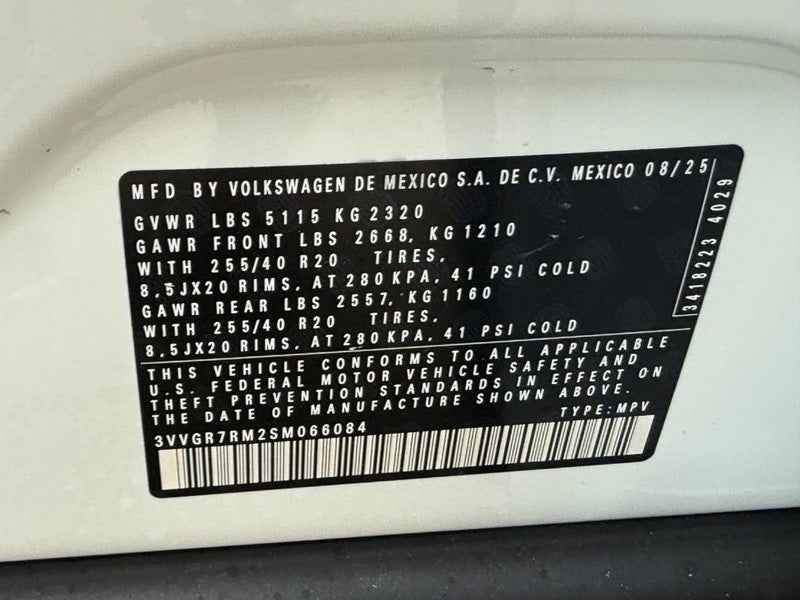 MFD BY VOLKSWAGEN DE MEXICO S.A. DE C.V. MEXICO 08/25
GVWR LBS 5115 KG 2320
GAWR FRONT LBS 2668, KG 1210
WITH 255/40 R20 TIRES,
8,5JX20 RIMS, AT 280 KPA, 41 PSI COLD
GAWR REAR LBS 2557, KG 1160
WITH 255/40 R20 TIRES,
8,5JX20 RIMS, AT 280 KPA, 41 PSI COLD
3418223 4029
THIS VEHICLE CONFORMS TO ALL APPLICABLE
U.S. FEDERAL MOTOR VEHICLE SAFETY AND
THEFT PREVENTION STANDARDS IN EFFECT ON
THE DATE OF MANUFACTURE SHOWN ABOVE.
TYPE: MPV
3VVGR7RM2SM066084